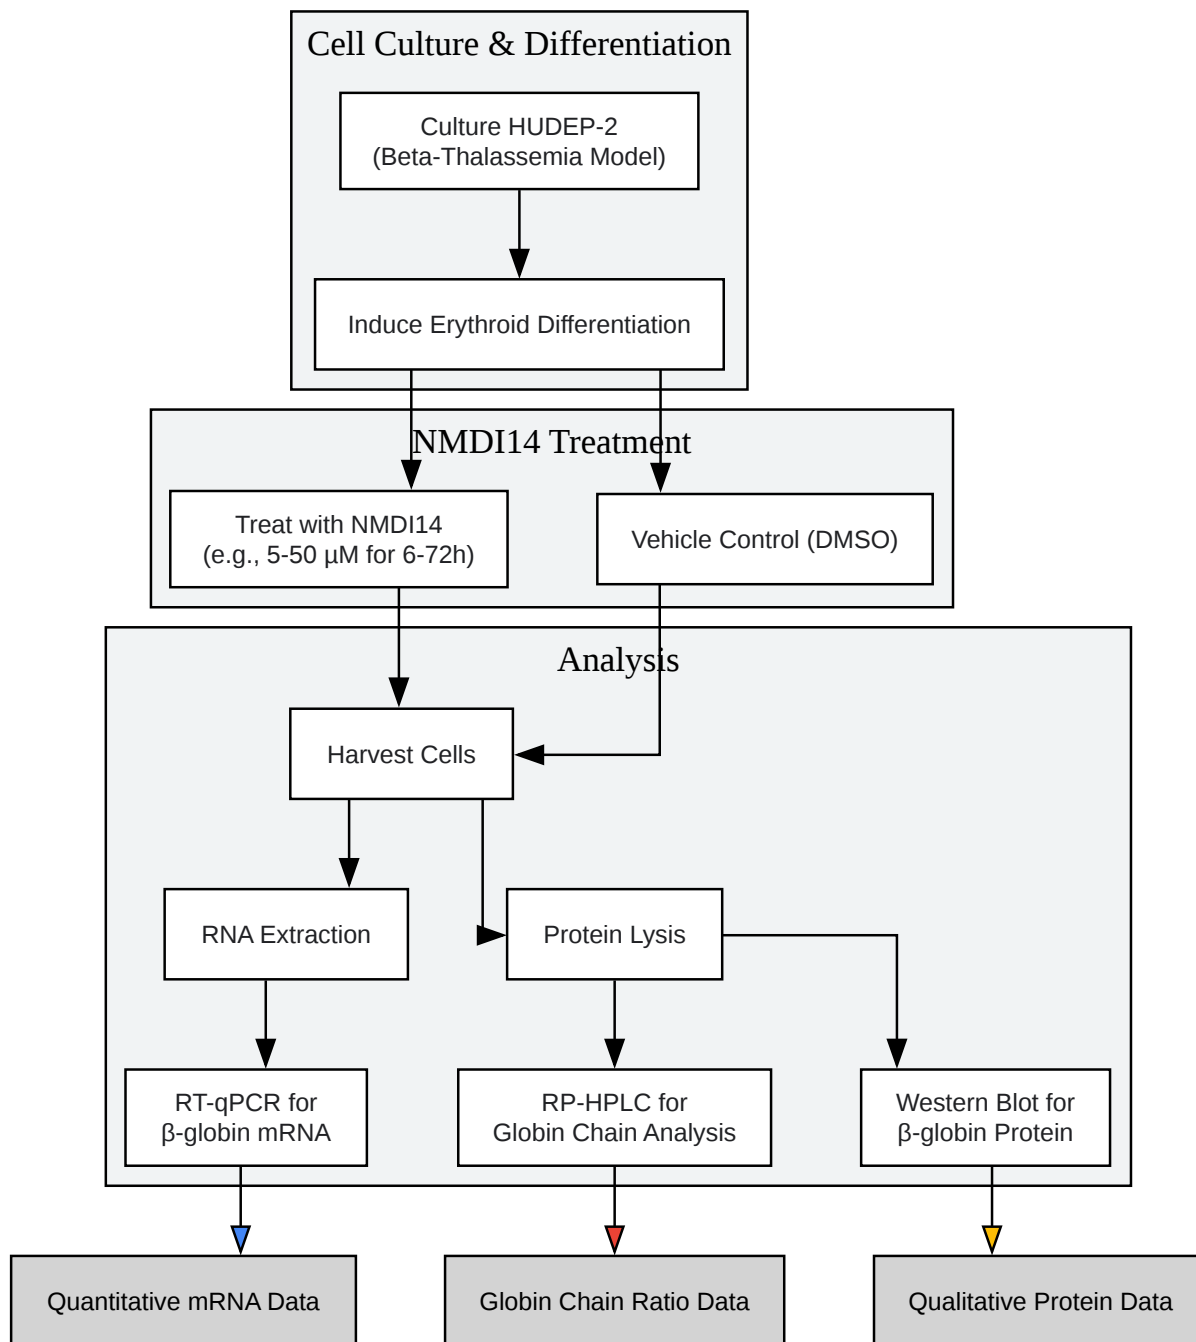 Cell Culture & Differentiation
Culture HUDEP-2
(Beta-Thalassemia Model)
Induce Erythroid Differentiation
NMDI14 Treatment
Treat with NMDI14
(e.g., 5-50 µM for 6-72h)
Vehicle Control (DMSO)
Analysis
Harvest Cells
RNA Extraction
Protein Lysis
RT-qPCR for
β-globin mRNA
RP-HPLC for
Globin Chain Analysis
Western Blot for
β-globin Protein
Quantitative mRNA Data
Globin Chain Ratio Data
Qualitative Protein Data